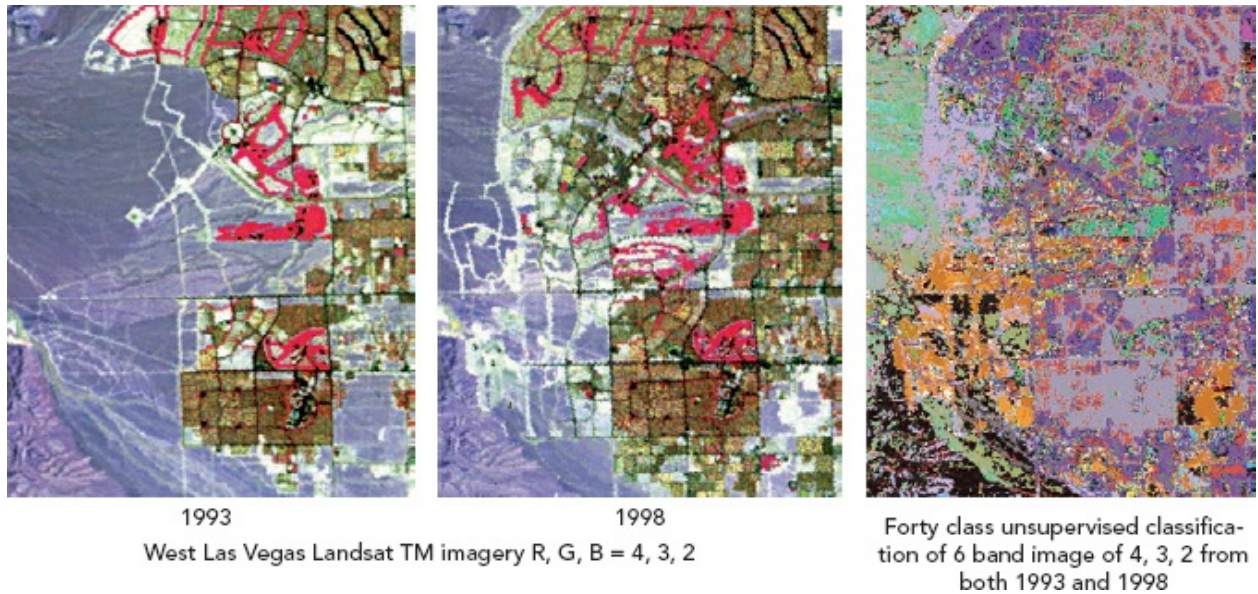 1993
1998
West Las Vegas Landsat TM imagery R, G, B = 4, 3, 2
Forty class unsupervised classifica-
tion of 6 band image of 4, 3, 2 from
both 1993 and 1998